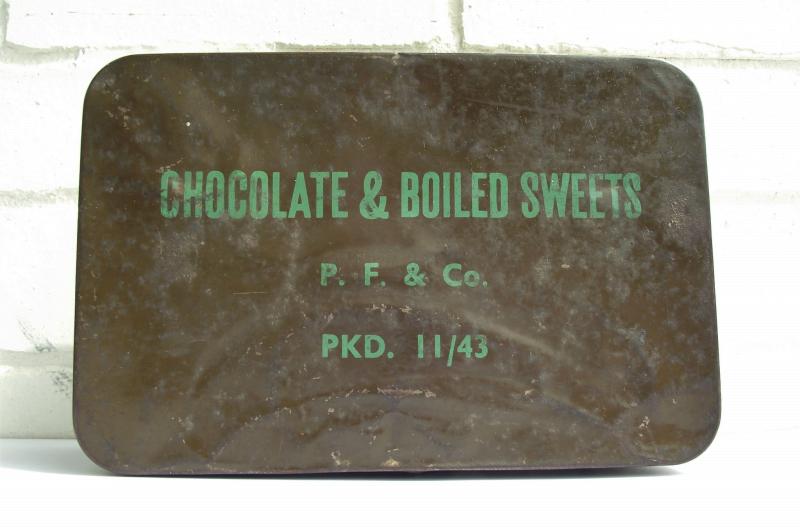 CHOCOLATE & BOILED SWEETS
P. F. & Co.
PKD. 11/43